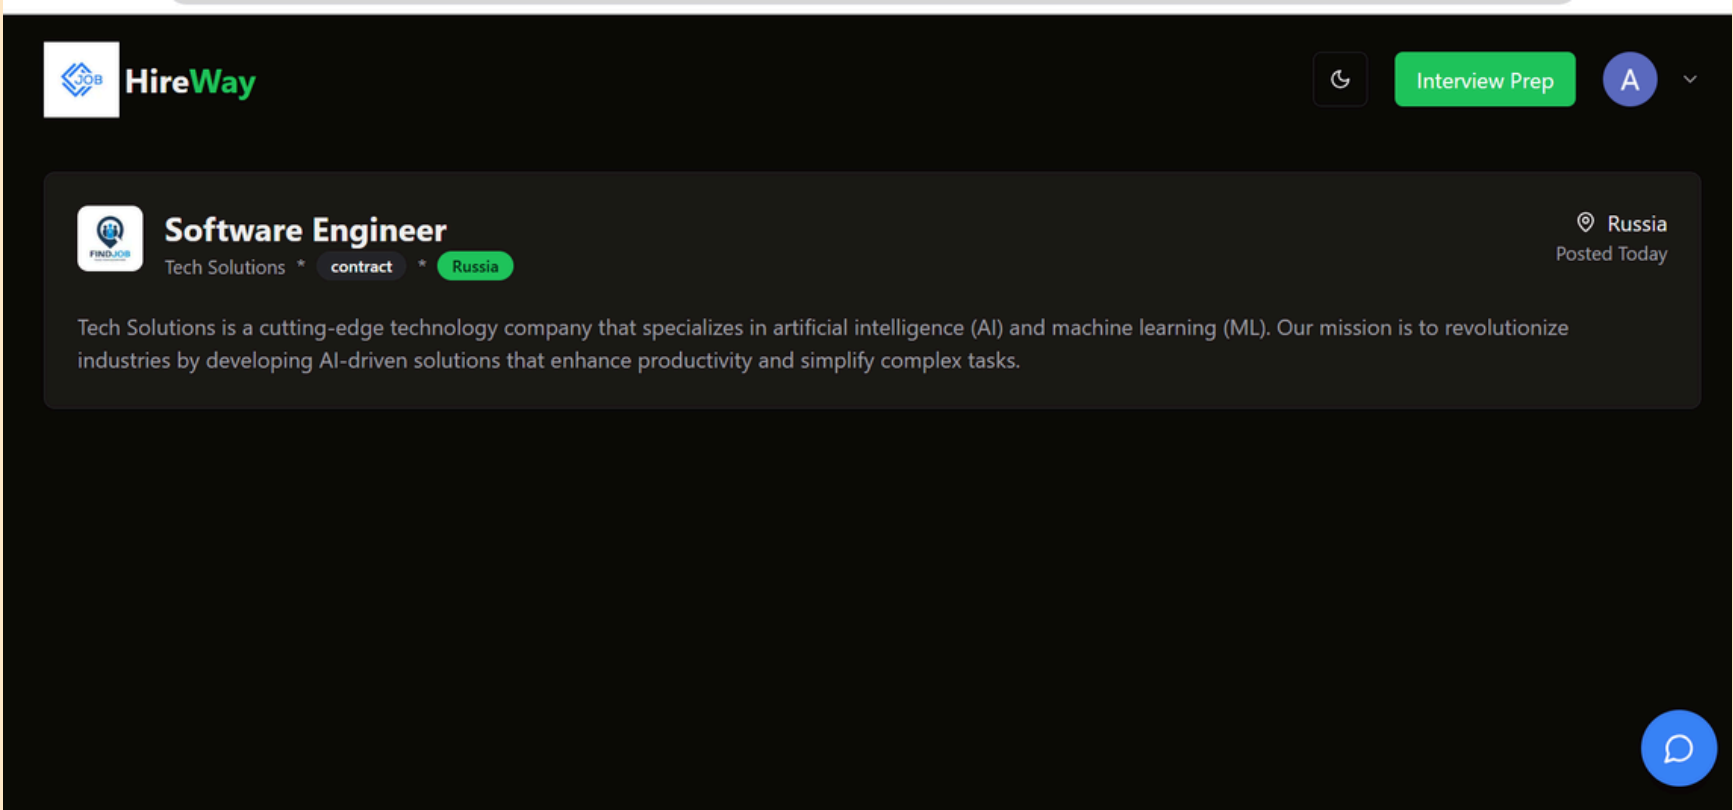 JOB
HireWay
Interview Prep
A
FINDJOB
Software Engineer
Tech Solutions * contract * Russia
Russia
Posted Today
Tech Solutions is a cutting-edge technology company that specializes in artificial intelligence (AI) and machine learning (ML). Our mission is to revolutionize
industries by developing AI-driven solutions that enhance productivity and simplify complex tasks.